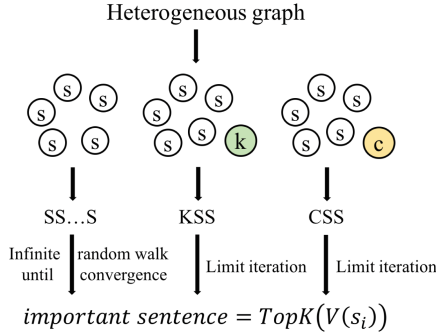 Heterogeneous graph
s s s s s
s s s s s k
s s s s s c
SS...S KSS CSS
Infinite random walk
until convergence Limit iteration Limit iteration
important sentence = TopK(V(s_i))